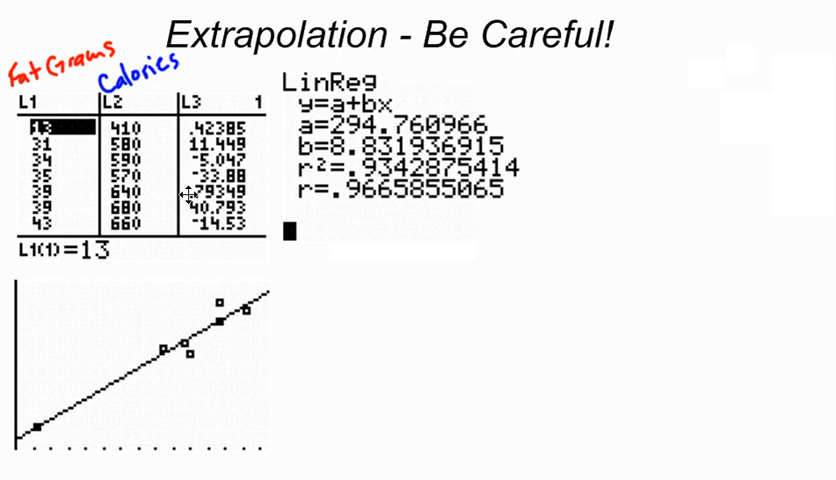 Extrapolation - Be Careful!
Fat Grams Calories
L1 L2 L3 1
13 410 .42385
31 580 11.449
34 590 -5.047
35 570 -33.88
39 640 .79349
39 680 40.793
43 660 -14.53
L1(1)=13
LinReg
y=a+bx
a=294.760966
b=8.831936915
r²=.9342875414
r=.9665855065